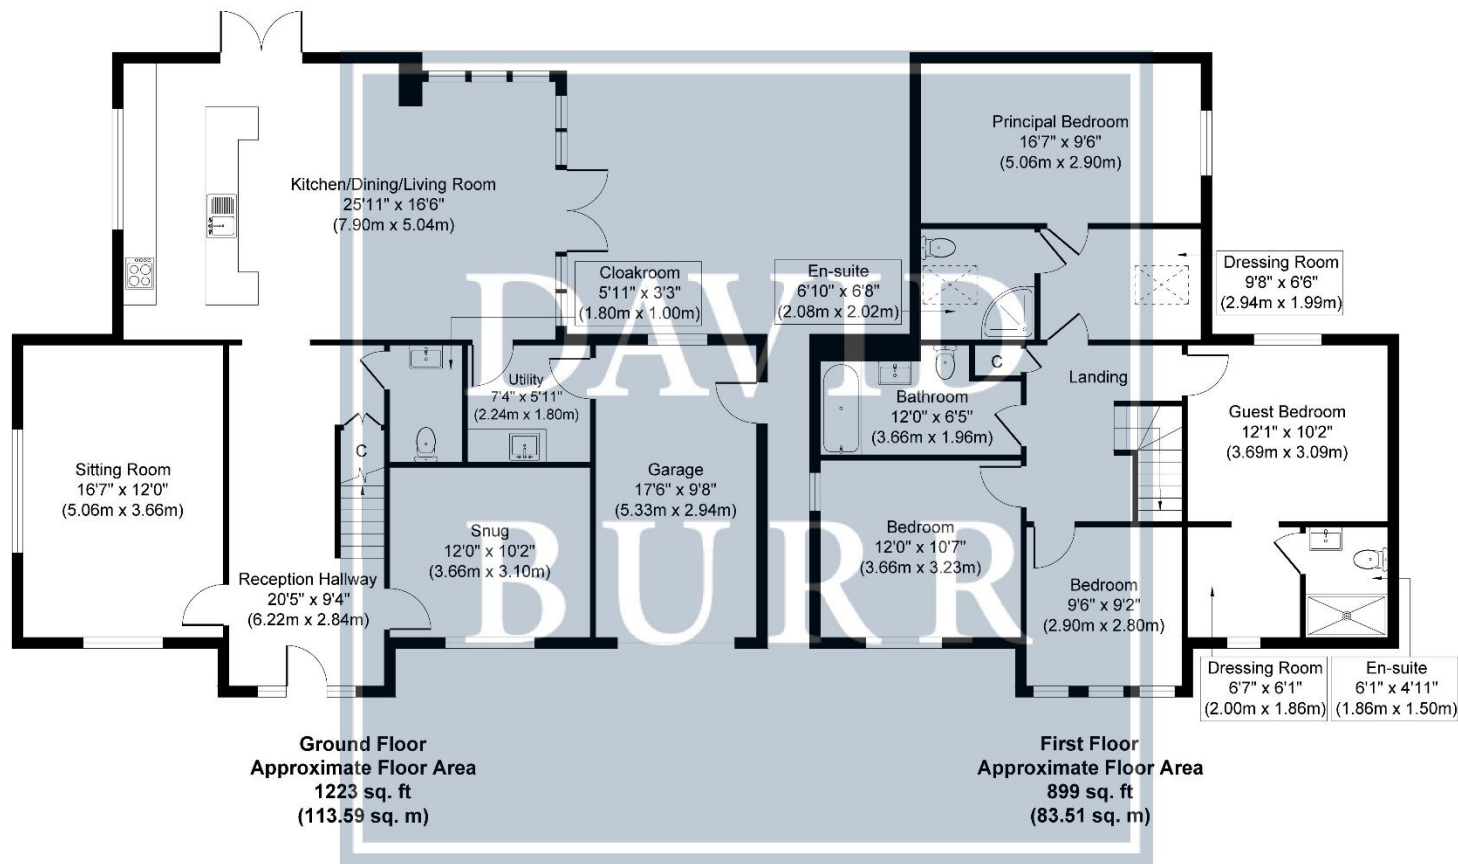 Kitchen/Dining/Living Room
25'11" x 16'6"
(7.90m x 5.04m)
Cloakroom
5'11" x 3'3"
(1.80m x 1.00m)
Utility
7'4" x 5'11"
(2.24m x 1.80m)
C
Sitting Room
16'7" x 12'0"
(5.06m x 3.66m)
Garage
17'6" x 9'8"
(5.33m x 2.94m)
Snug
12'0" x 10'2"
(3.66m x 3.10m)
Reception Hallway
20'5" x 9'4"
(6.22m x 2.84m)
Ground Floor
Approximate Floor Area
1223 sq. ft
(113.59 sq. m)
Principal Bedroom
16'7" x 9'6"
(5.06m x 2.90m)
En-suite
6'10" x 6'8"
(2.08m x 2.02m)
Dressing Room
9'8" x 6'6"
(2.94m x 1.99m)
C
Landing
Bathroom
12'0" x 6'5"
(3.66m x 1.96m)
Guest Bedroom
12'1" x 10'2"
(3.69m x 3.09m)
Bedroom
12'0" x 10'7"
(3.66m x 3.23m)
Bedroom
9'6" x 9'2"
(2.90m x 2.80m)
Dressing Room
6'7" x 6'1"
(2.00m x 1.86m)
En-suite
6'1" x 4'11"
(1.86m x 1.50m)
First Floor
Approximate Floor Area
899 sq. ft
(83.51 sq. m)
DAVID
BURR